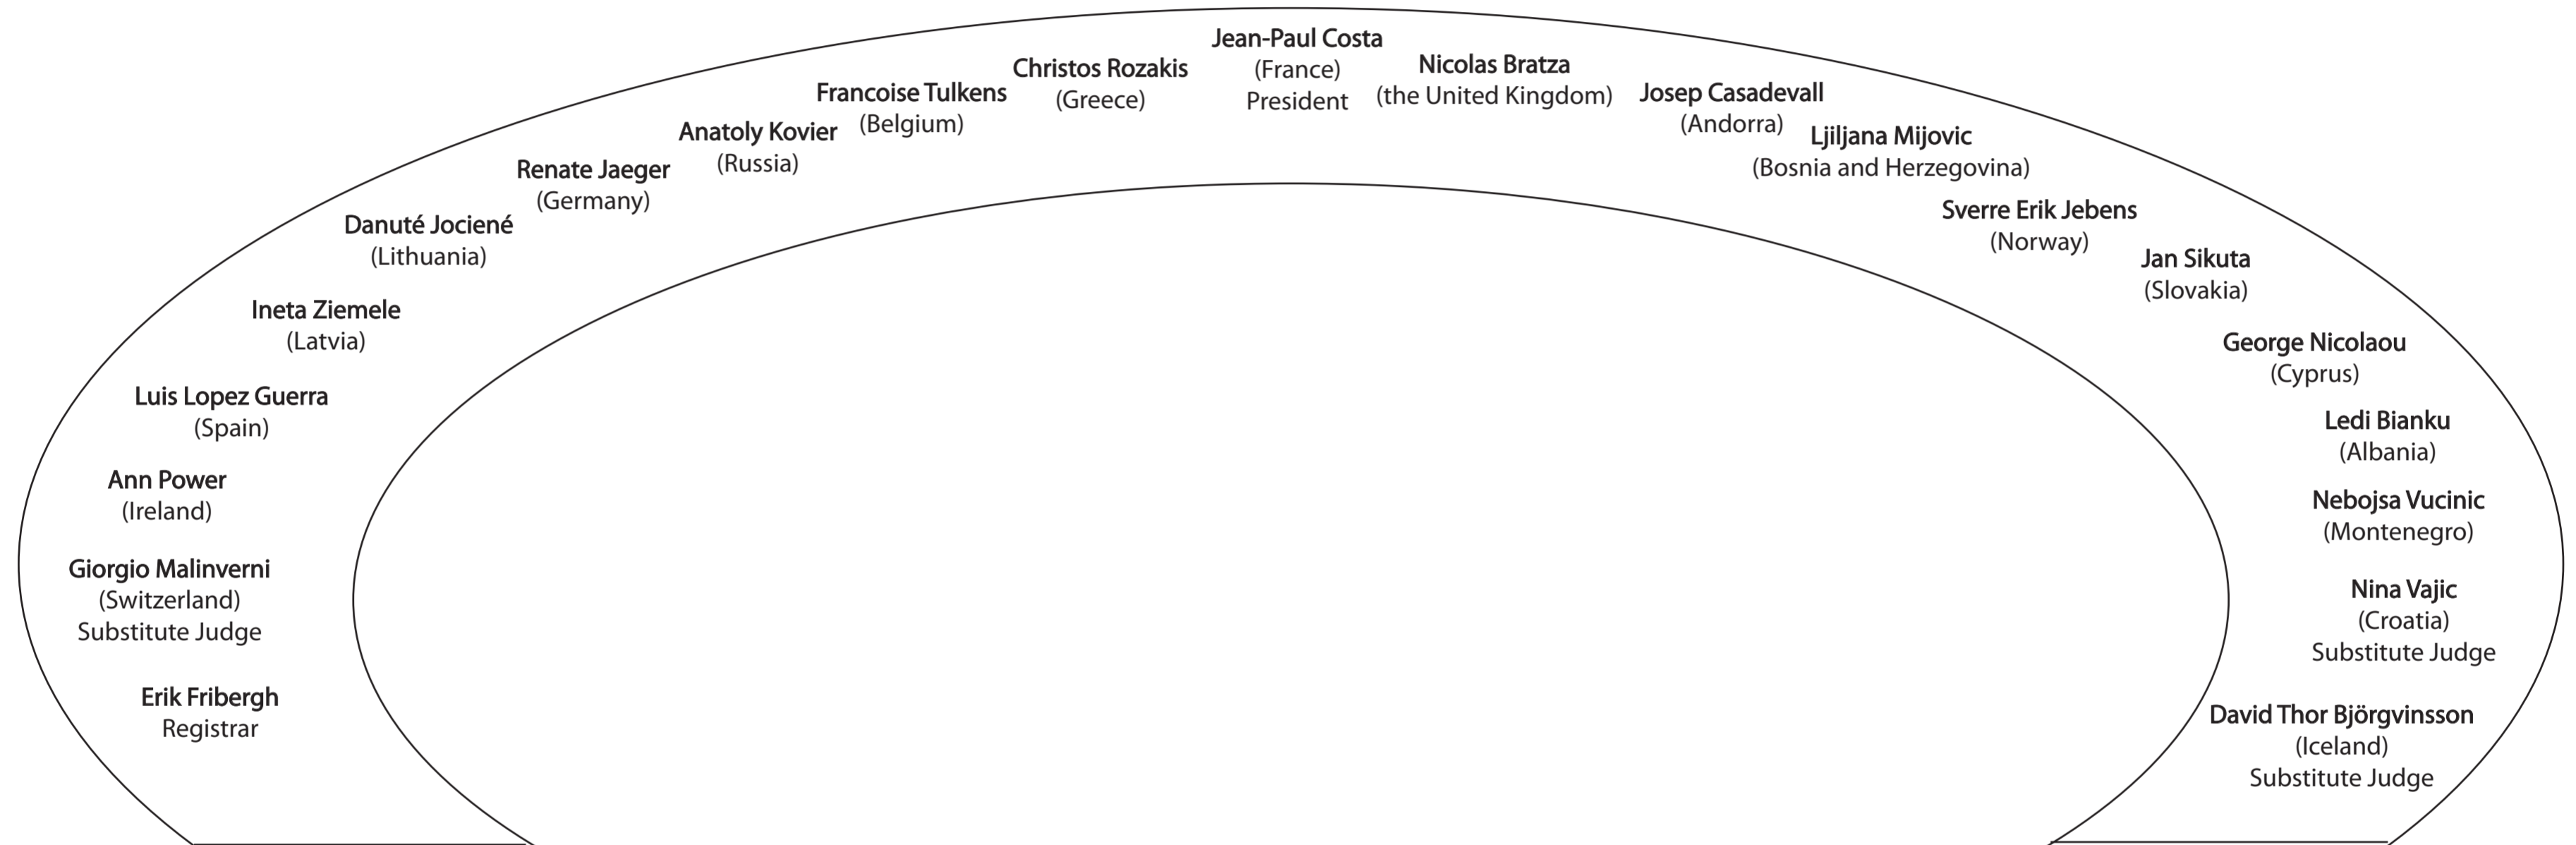 Jean-Paul Costa
(France)
President
Nicolas Bratza
(the United Kingdom)
Christos Rozakis
(Greece)
Francoise Tulkens
(Belgium)
Josep Casadevall
(Andorra)
Anatoly Kovier
(Russia)
Ljiljana Mijovic
(Bosnia and Herzegovina)
Renate Jaeger
(Germany)
Sverre Erik Jebens
(Norway)
Danuté Jociené
(Lithuania)
Jan Sikuta
(Slovakia)
Ineta Ziemele
(Latvia)
George Nicolaou
(Cyprus)
Luis Lopez Guerra
(Spain)
Ledi Bianku
(Albania)
Ann Power
(Ireland)
Nebojsa Vucinic
(Montenegro)
Giorgio Malinverni
(Switzerland)
Substitute Judge
Nina Vajic
(Croatia)
Substitute Judge
Erik Fribergh
Registrar
David Thor Björgvinsson
(Iceland)
Substitute Judge